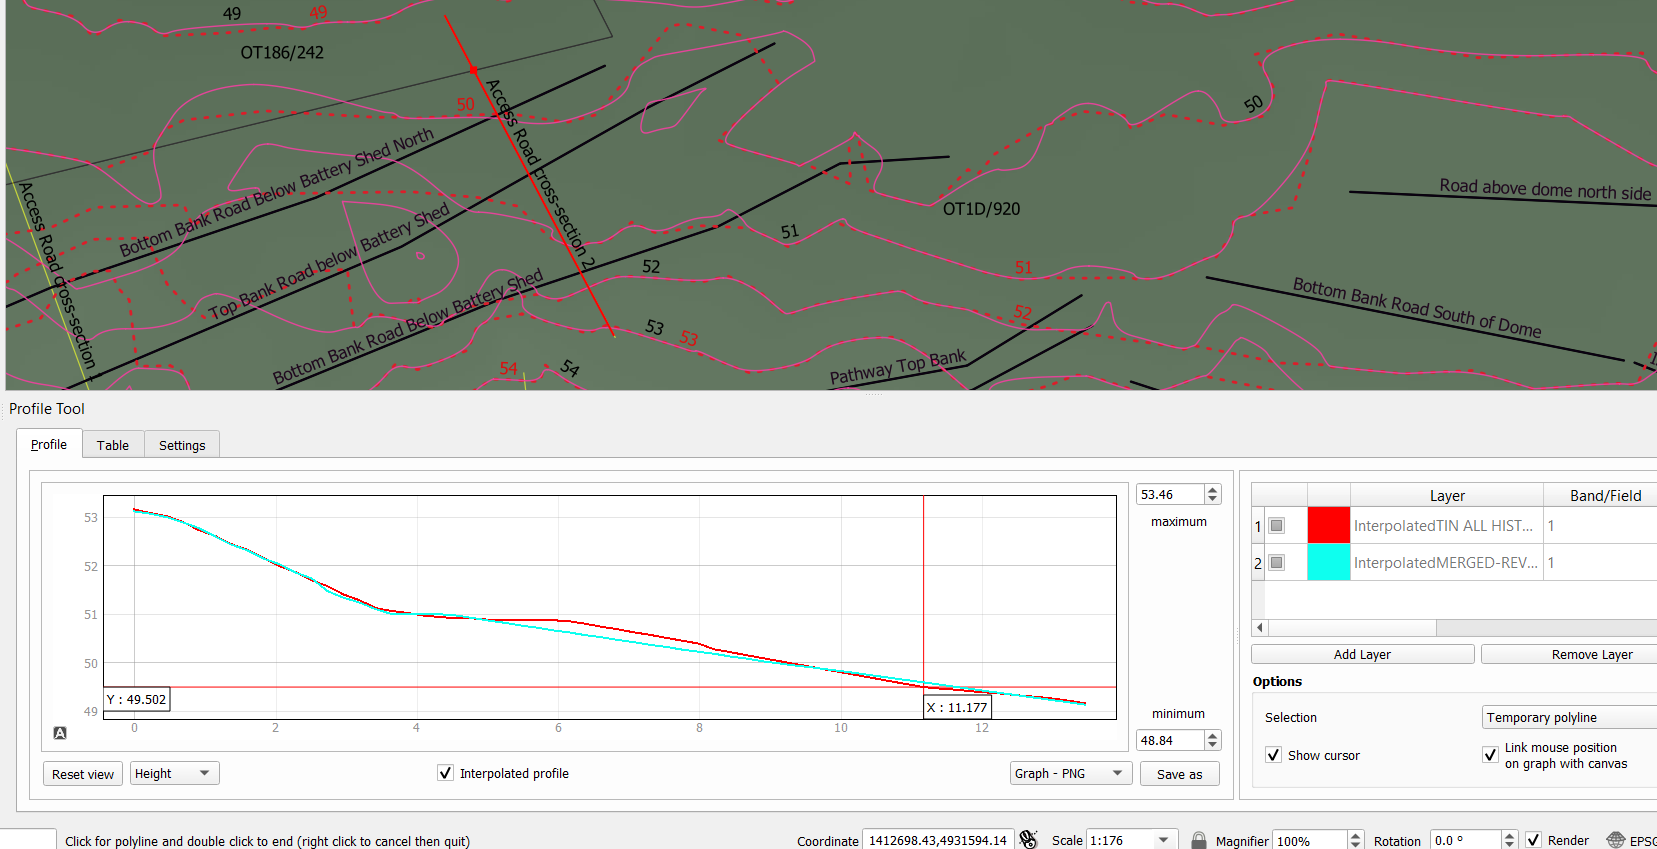 49
49
OT186/242
50
50
Access Road cross-section 2
Bottom Bank Road Below Battery Shed North
Access Road cross-section 1
Top Bank Road below Battery Shed
Road above dome north side
OT1D/920
51
52
51
Bottom Bank Road Below Battery Shed
Bottom Bank Road South of Dome
52
53
53
54
54
Pathway Top Bank
Profile Tool
Profile
Table
Settings
53
52
51
50
49
Y : 49.502
X : 11.177
0
2
4
6
8
10
12
A
53.46
maximum
minimum
48.84
Reset view
Height
Interpolated profile
Graph - PNG
Save as
Layer
Band/Field
1
InterpolatedTIN ALL HIST...
1
2
InterpolatedMERGED-REV...
1
Add Layer
Remove Layer
Options
Selection
Temporary polyline
Show cursor
Link mouse position
on graph with canvas
Click for polyline and double click to end (right click to cancel then quit)
Coordinate
1412698.43,4931594.14
Scale
1:176
Magnifier
100%
Rotation
0.0 °
Render
EPSG